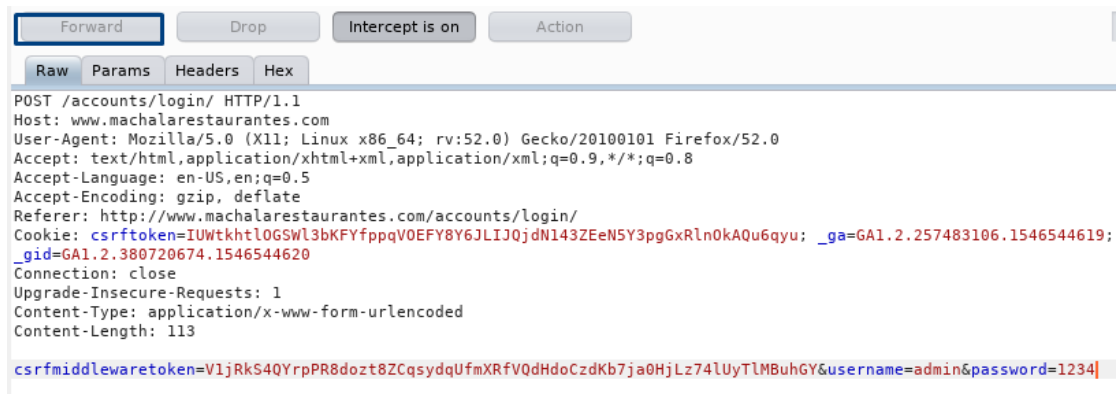 Forward Drop Intercept is on Action
Raw Params Headers Hex
POST /accounts/login/ HTTP/1.1
Host: www.machalarestaurantes.com
User-Agent: Mozilla/5.0 (X11; Linux x86_64; rv:52.0) Gecko/20100101 Firefox/52.0
Accept: text/html,application/xhtml+xml,application/xml;q=0.9,*/*;q=0.8
Accept-Language: en-US,en;q=0.5
Accept-Encoding: gzip, deflate
Referer: http://www.machalarestaurantes.com/accounts/login/
Cookie: csrftoken=IUWtkhtlOGSWl3bKFYfppqVOEFY8Y6JLIJQjdN143ZEeN5Y3pgGxRlnOkAQu6qyu; _ga=GA1.2.257483106.1546544619;
_gid=GA1.2.380720674.1546544620
Connection: close
Upgrade-Insecure-Requests: 1
Content-Type: application/x-www-form-urlencoded
Content-Length: 113
csrfmiddlewaretoken=V1jRkS4QYrpPR8dozt8ZCqsydqUfmXRfVQdHdoCzdKb7ja0HjLz74lUyTlMBuhGY&username=admin&password=1234